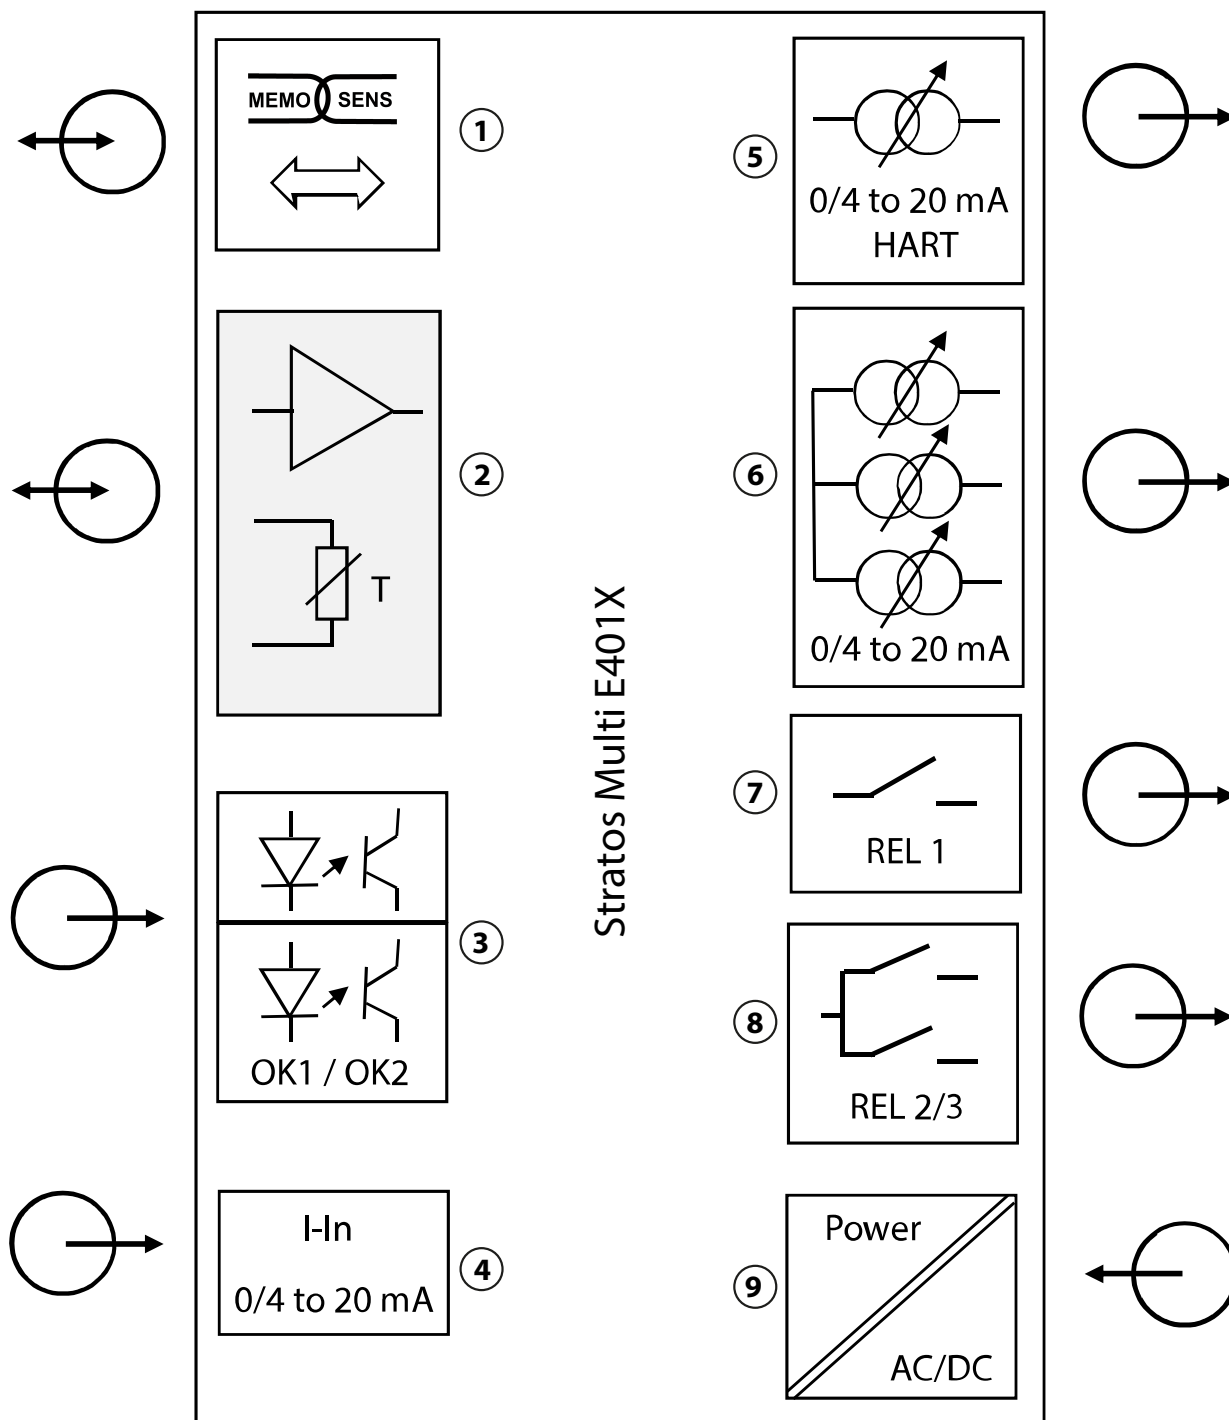 MEMO SENS
1
2
T
3
OK1 / OK2
I-In
4
0/4 to 20 mA
Stratos Multi E401X
5
0/4 to 20 mA
HART
6
0/4 to 20 mA
7
REL 1
8
REL 2/3
Power
9
AC/DC